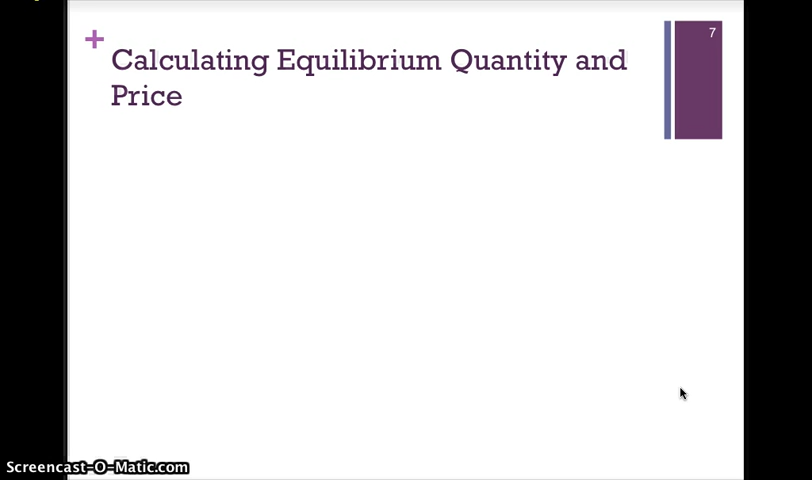 +
7
Calculating Equilibrium Quantity and
Price
Screencast-O-Matic.com